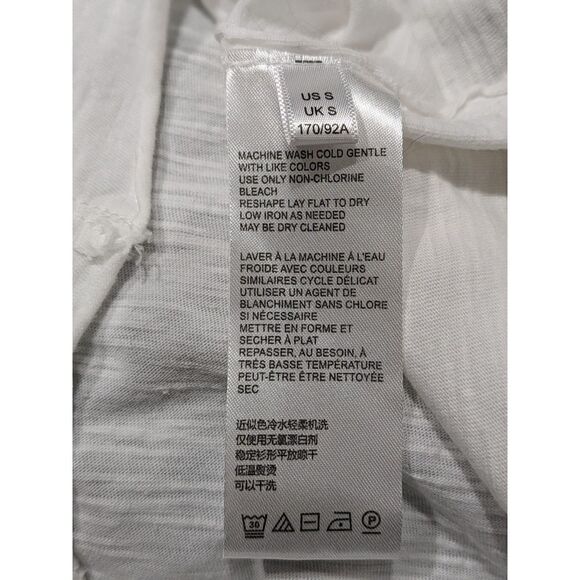 US S
UK S
170/92A
MACHINE WASH COLD GENTLE
WITH LIKE COLORS
USE ONLY NON-CHLORINE
BLEACH
RESHAPE LAY FLAT TO DRY
LOW IRON AS NEEDED
MAY BE DRY CLEANED
LAVER À LA MACHINE À L'EAU
FROIDE AVEC COULEURS
SIMILAIRES CYCLE DÉLICAT
UTILISER UN AGENT DE
BLANCHIMENT SANS CHLORE
SI NÉCESSAIRE
METTRE EN FORME ET
SECHER À PLAT
REPASSER, AU BESOIN, À
TRÈS BASSE TEMPÉRATURE
PEUT-ÊTRE ÊTRE NETTOYÉE
SEC
近似色冷水轻柔机洗
仅使用无氯漂白剂
稳定衫形平放晾干
低温熨烫
可以干洗
30 P